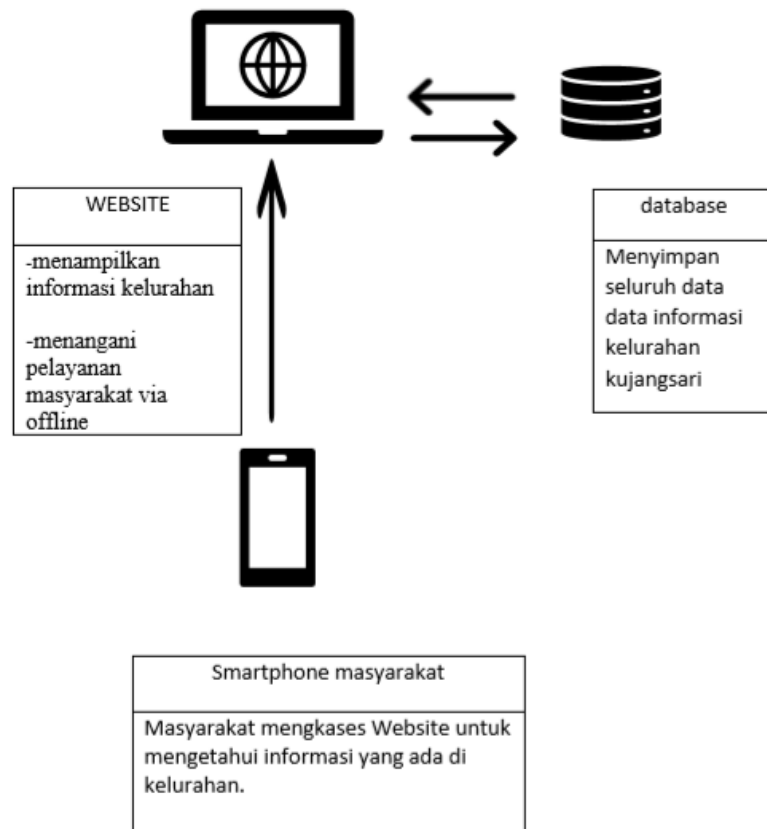 WEBSITE
-menampilkan
informasi kelurahan
-menangani
pelayanan
masyarakat via
offline
database
Menyimpan
seluruh data
data informasi
kelurahan
kujangsari
Smartphone masyarakat
Masyarakat mengkases Website untuk
mengetahui informasi yang ada di
kelurahan.